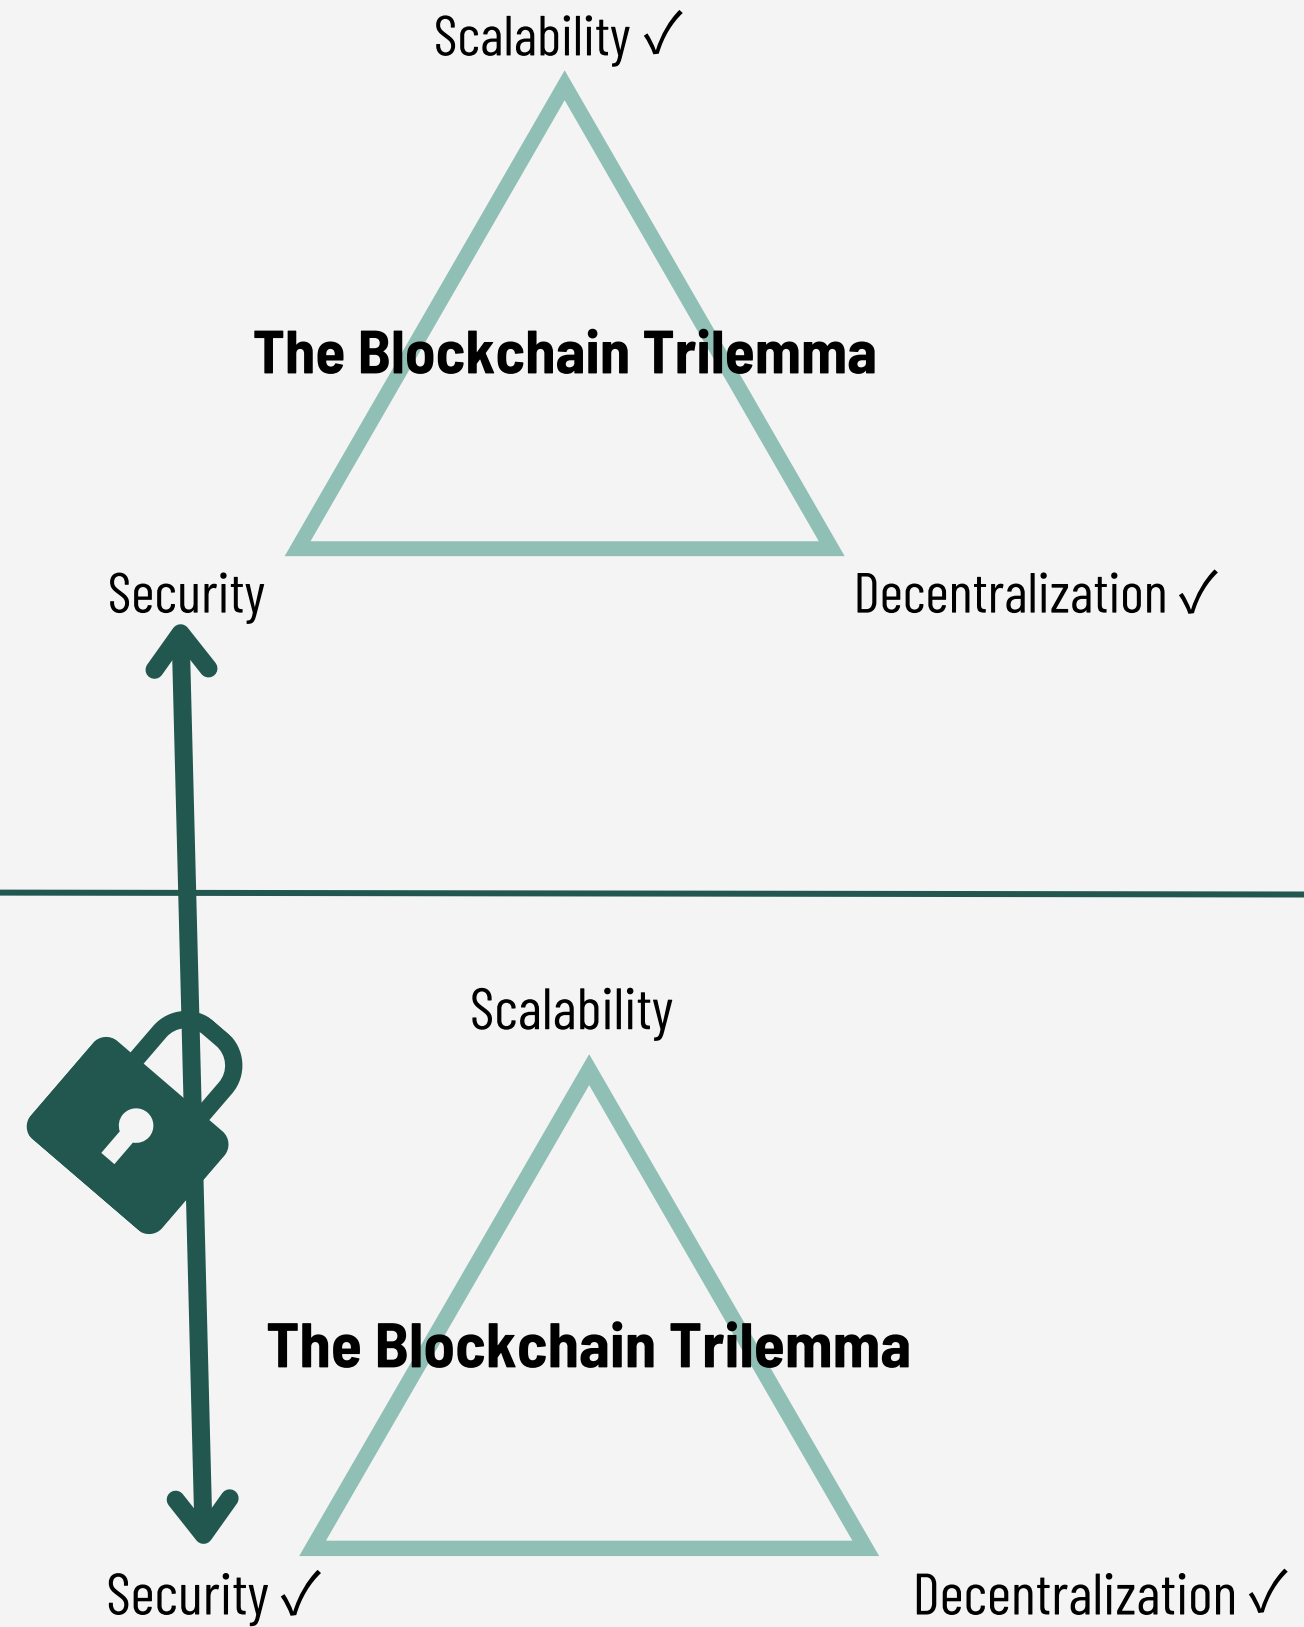 Scalability ✓
The Blockchain Trilemma
Security
Decentralization ✓
Scalability
The Blockchain Trilemma
Security ✓
Decentralization ✓